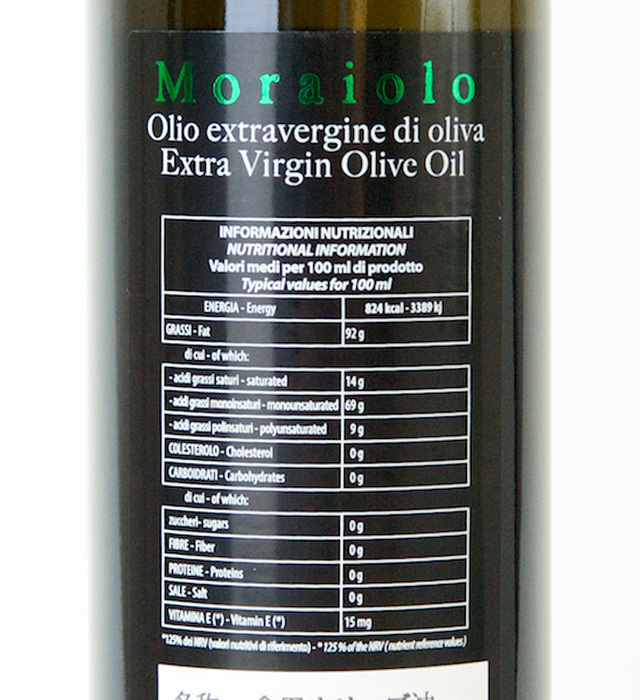 Moraiolo
Olio extravergine di oliva
Extra Virgin Olive Oil
INFORMAZIONI NUTRIZIONALI
NUTRITIONAL INFORMATION
Valori medi per 100 ml di prodotto
Typical values for 100 ml
ENERGIA - Energy 824 kcal - 3389 kj
GRASSI - Fat 92 g
di cui - of which:
- acidi grassi saturi - saturated 14 g
- acidi grassi monoinsaturi - monounsaturated 69 g
- acidi grassi polinsaturi - polyunsaturated 9 g
COLESTEROLO - Cholesterol 0 g
CARBOIDRATI - Carbohydrates 0 g
di cui - of which:
zuccheri- sugars 0 g
FIBRE - Fiber 0 g
PROTEINE - Proteins 0 g
SALE - Salt 0 g
VITAMINA E (*) - Vitamin E (*) 15 mg
*125% dei NRV (valori nutritivi di riferimento) - * 125 % of the NRV ( nutrient reference values )